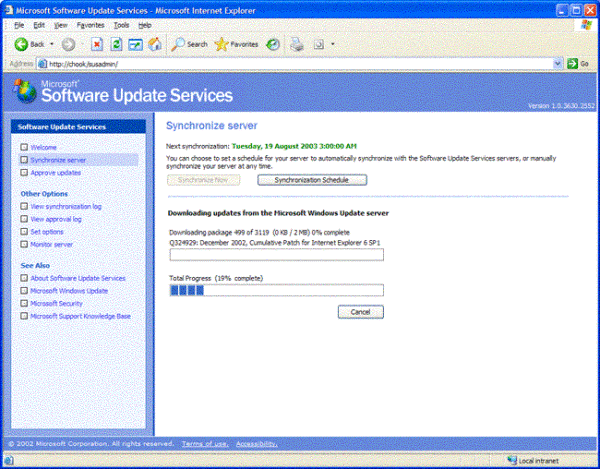 Microsoft Software Update Services - Microsoft Internet Explorer
File Edit View Favorites Tools Help
Back Search Favorites
Address http://chook/susadmin/ Go
Microsoft
Software Update Services
Version 1.0.3630.2552
Software Update Services
Welcome
Synchronize server
Approve updates
Other Options
View synchronization log
View approval log
Set options
Monitor server
See Also
About Software Update Services
Microsoft Windows Update
Microsoft Security
Microsoft Support Knowledge Base
Synchronize server
Next synchronization: Tuesday, 19 August 2003 3:00:00 AM
You can choose to set a schedule for your server to automatically synchronize with the Software Update Services servers, or manually
synchronize your server at any time.
Synchronize Now Synchronization Schedule
Downloading updates from the Microsoft Windows Update server
Downloading package 499 of 3119 (0 KB / 2 MB) 0% complete
Q324929: December 2002, Cumulative Patch for Internet Explorer 6 SP1
Total Progress (19% complete)
Cancel
© 2002 Microsoft Corporation. All rights reserved. Terms of use. Accessibility.
Local intranet